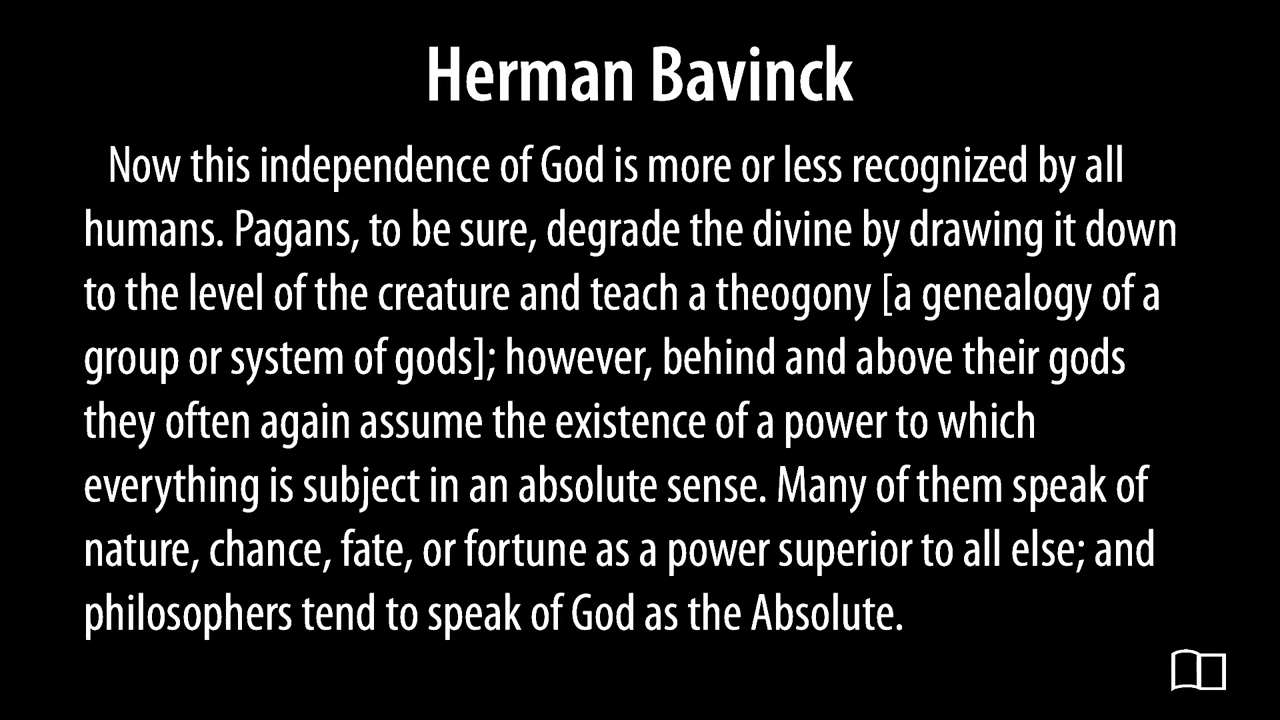 Herman Bavinck
Now this independence of God is more or less recognized by all
humans. Pagans, to be sure, degrade the divine by drawing it down
to the level of the creature and teach a theogony [a genealogy of a
group or system of gods]; however, behind and above their gods
they often again assume the existence of a power to which
everything is subject in an absolute sense. Many of them speak of
nature, chance, fate, or fortune as a power superior to all else; and
philosophers tend to speak of God as the Absolute.